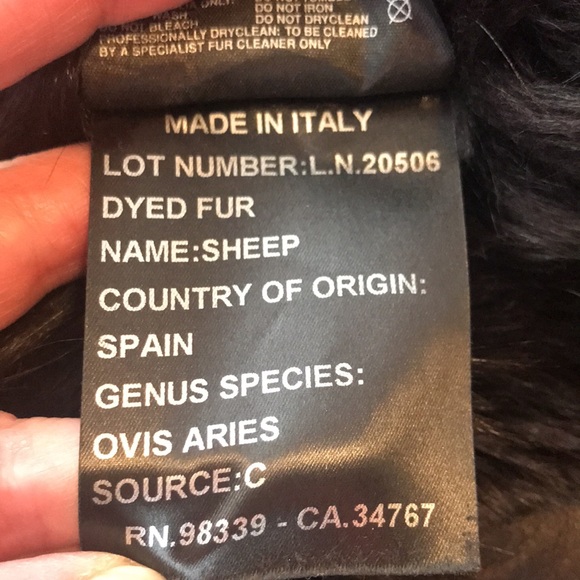 ONLY:
DO NOT IRON
WASH DO NOT DRYCLEAN
DO NOT BLEACH
PROFESSIONALLY DRYCLEAN: TO BE CLEANED
BY A SPECIALIST FUR CLEANER ONLY
MADE IN ITALY
LOT NUMBER:L.N.20506
DYED FUR
NAME:SHEEP
COUNTRY OF ORIGIN:
SPAIN
GENUS SPECIES:
OVIS ARIES
SOURCE:C
RN.98339 - CA.34767